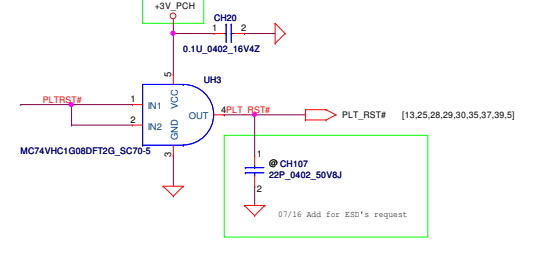 +3V_PCH
CH20
1 2
0.1U_0402_16V4Z
5
UH3
PLTRST#
1
IN1
VCC
OUT
4
PLT_RST#
PLT_RST# [13,25,28,29,30,35,37,39,5]
2
IN2
GND
MC74VHC1G08DFT2G_SC70-5
3
1
@ CH107
22P_0402_50V8J
2
07/16 Add for ESD's request